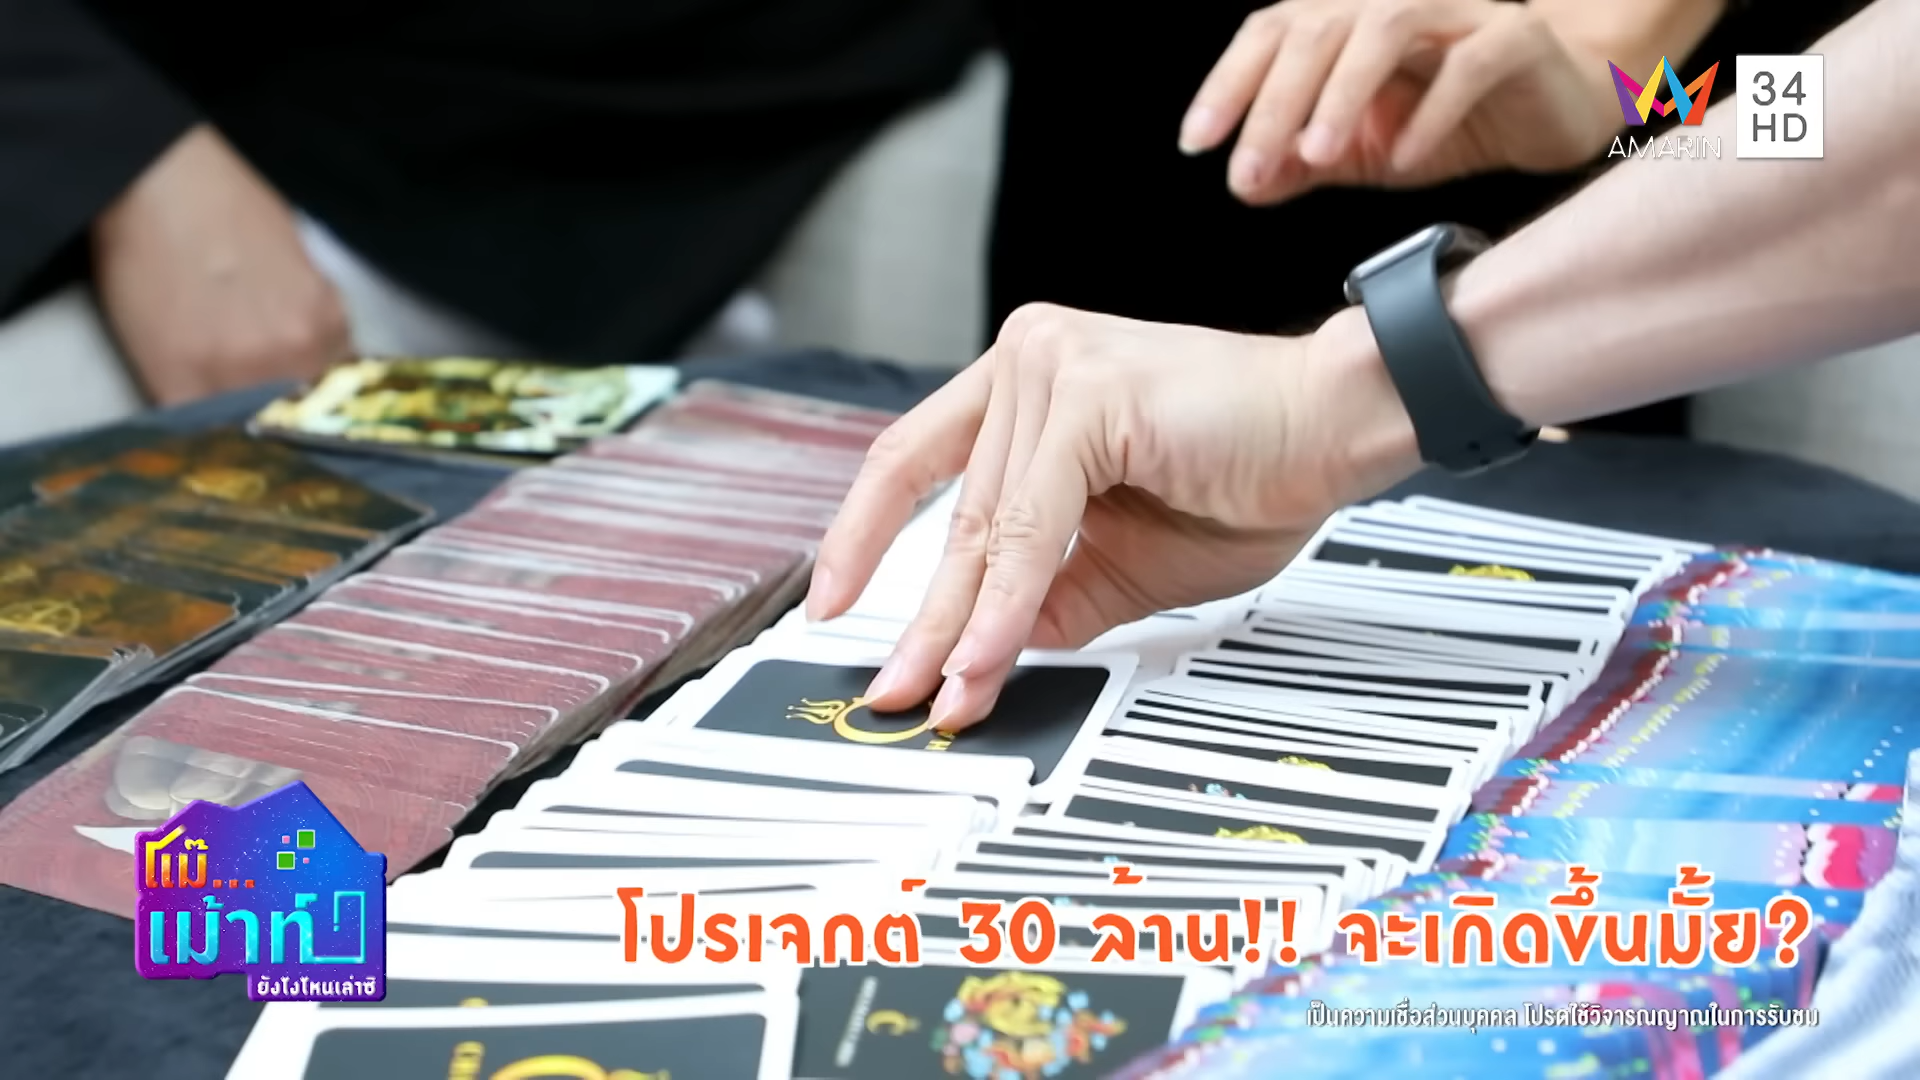 AMARIN
34
HD
แม๊...
เม้าท์
ยังไงไหนเล่าซิ
โปรเจกต์ 30 ล้าน!! จะเกิดขึ้นมั้ย?
เป็นความเชื่อส่วนบุคคล โปรดใช้วิจารณญาณในการรับชม